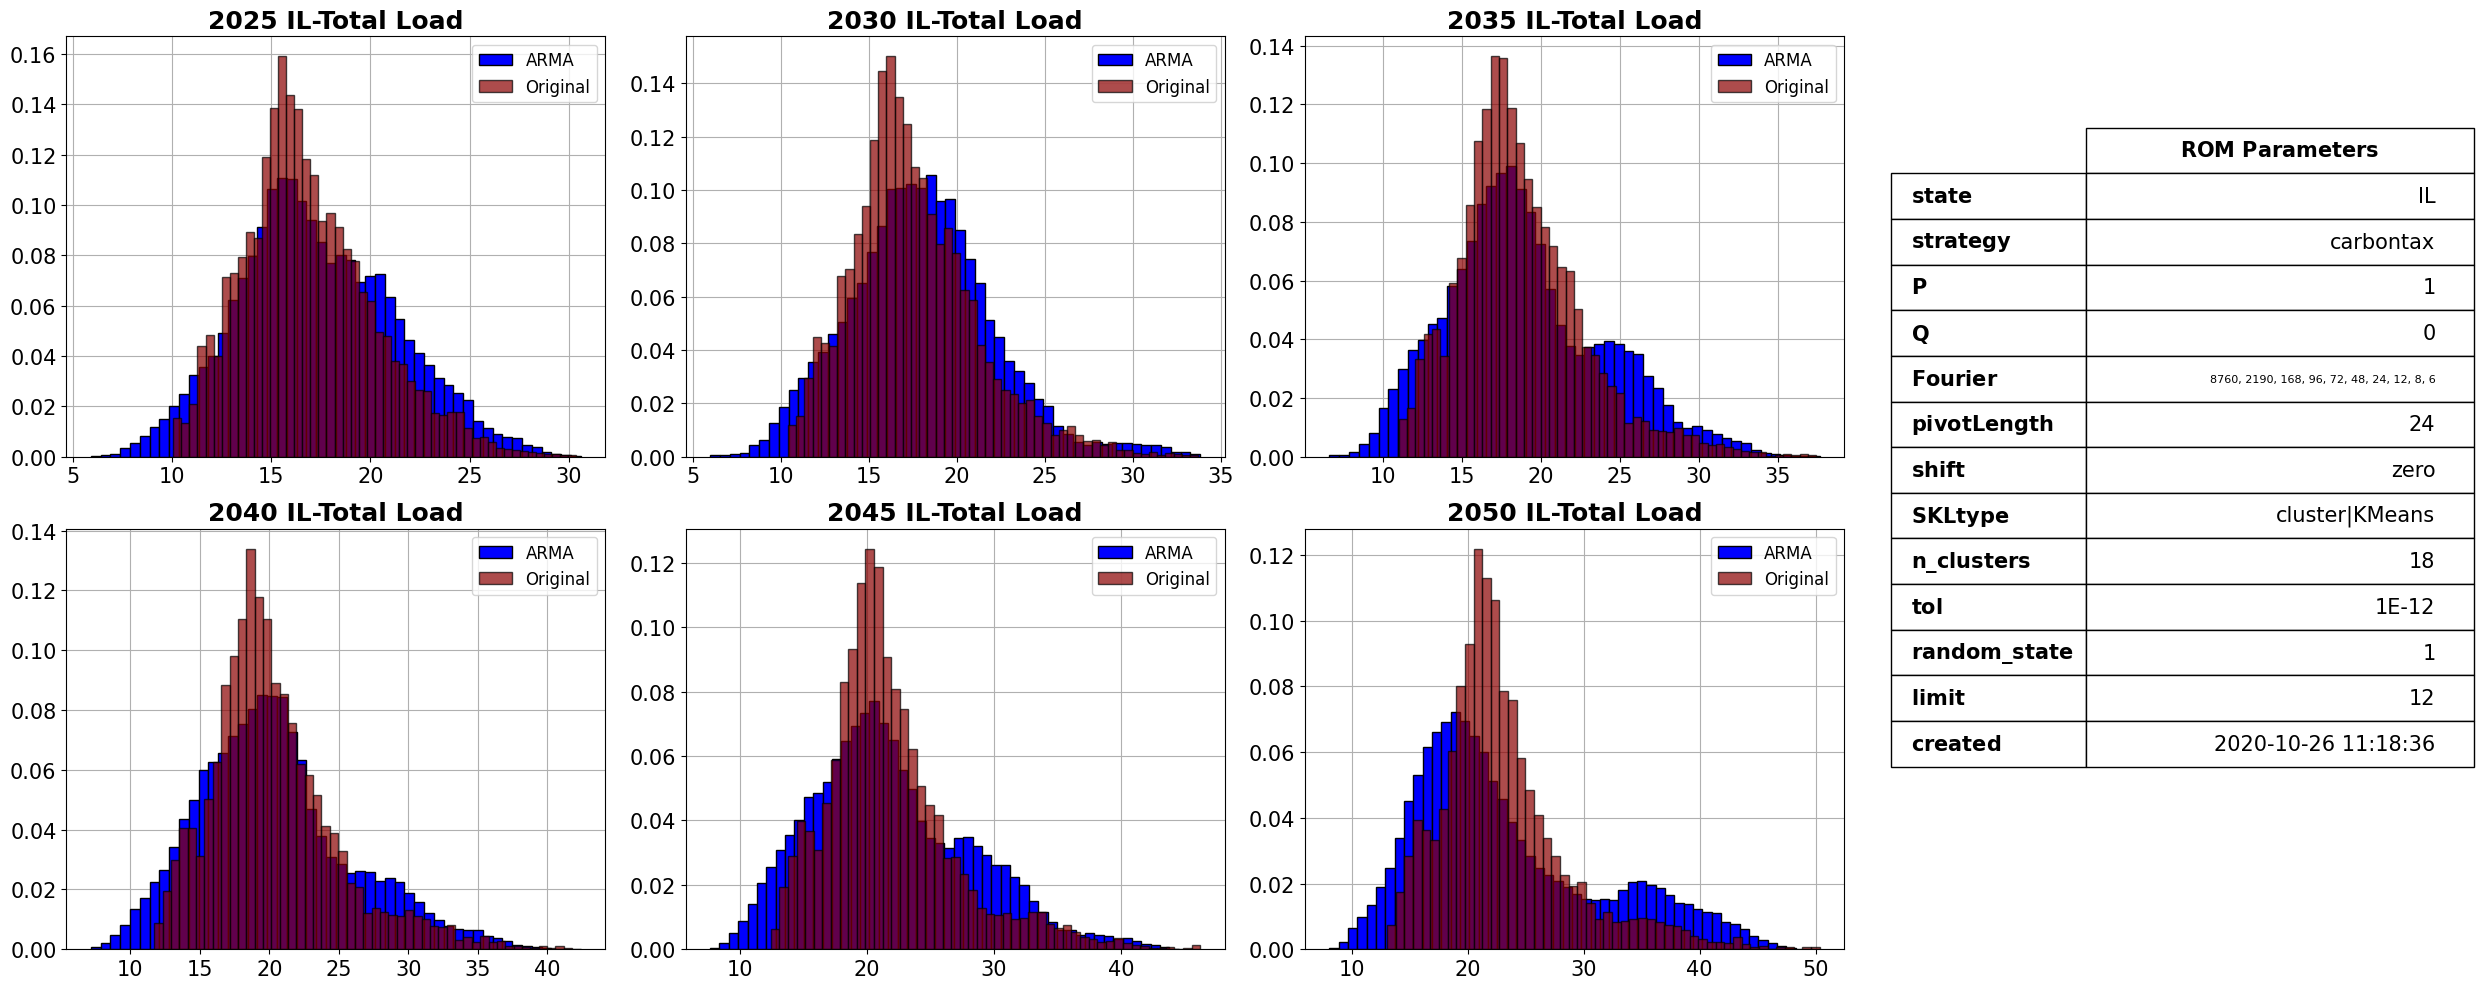 2025 IL-Total Load
0.16
0.14
0.12
0.10
0.08
0.06
0.04
0.02
0.00
5 10 15 20 25 30
ARMA
Original
2030 IL-Total Load
0.14
0.12
0.10
0.08
0.06
0.04
0.02
0.00
5 10 15 20 25 30 35
ARMA
Original
2035 IL-Total Load
0.14
0.12
0.10
0.08
0.06
0.04
0.02
0.00
10 15 20 25 30 35
ARMA
Original
2040 IL-Total Load
0.14
0.12
0.10
0.08
0.06
0.04
0.02
0.00
10 15 20 25 30 35 40
ARMA
Original
2045 IL-Total Load
0.12
0.10
0.08
0.06
0.04
0.02
0.00
10 20 30 40
ARMA
Original
2050 IL-Total Load
0.12
0.10
0.08
0.06
0.04
0.02
0.00
10 20 30 40 50
ARMA
Original
ROM Parameters
state IL
strategy carbontax
P 1
Q 0
Fourier 8760, 2190, 168, 96, 72, 48, 24, 12, 8, 6
pivotLength 24
shift zero
SKLtype cluster|KMeans
n_clusters 18
tol 1E-12
random_state 1
limit 12
created 2020-10-26 11:18:36